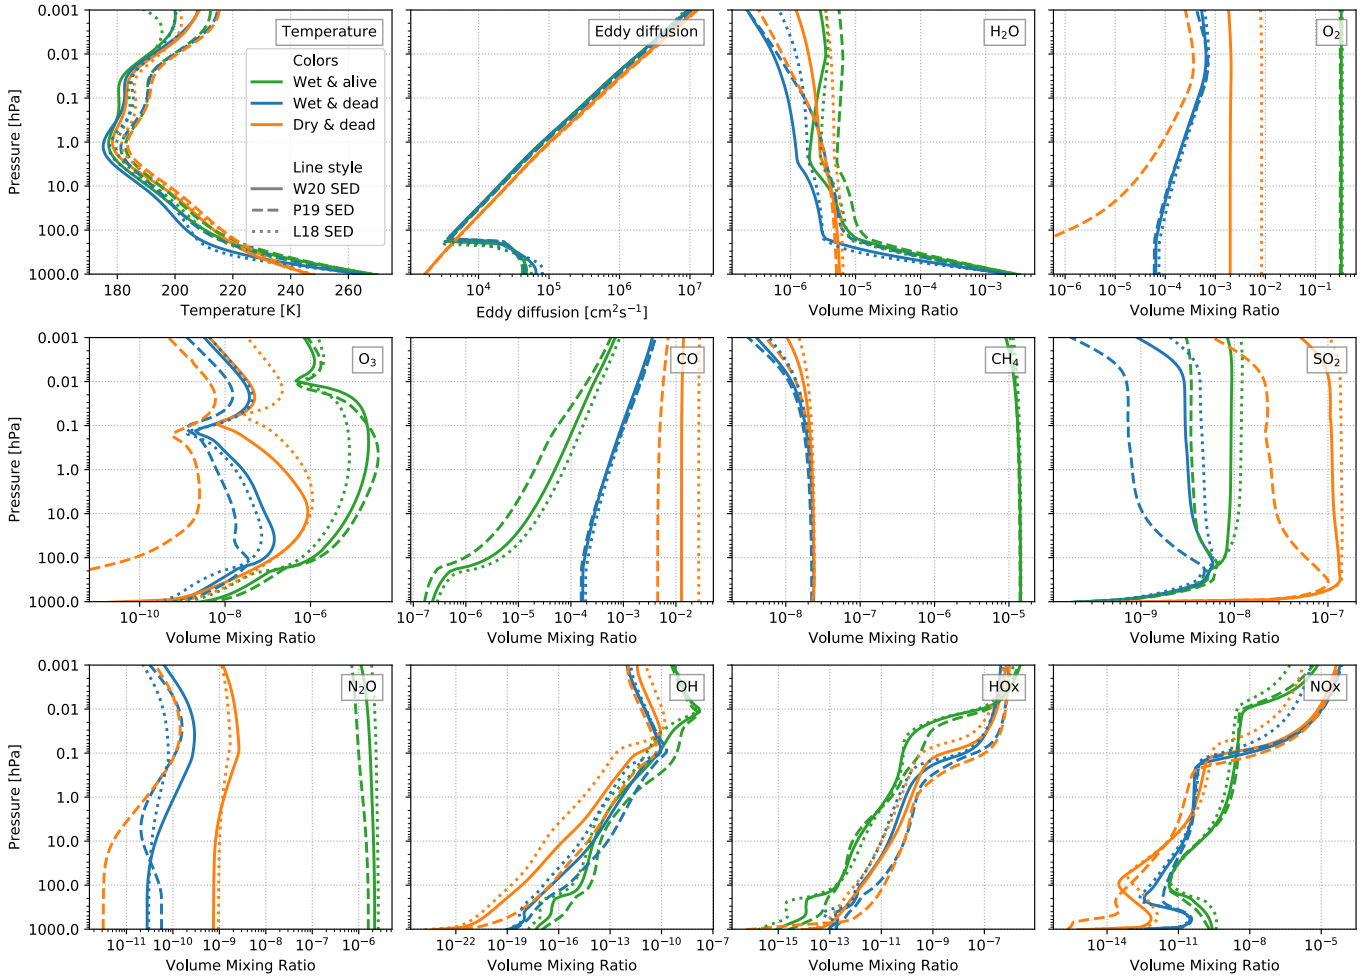 0.001
0.01
0.1
1.0
10.0
100.0
1000.0
Pressure [hPa]
Temperature
Colors
Wet & alive
Wet & dead
Dry & dead
Line style
W20 SED
P19 SED
L18 SED
180 200 220 240 260
Temperature [K]
Eddy diffusion
10⁴ 10⁵ 10⁶ 10⁷
Eddy diffusion [cm²s⁻¹]
H₂O
10⁻⁶ 10⁻⁵ 10⁻⁴ 10⁻³
Volume Mixing Ratio
O₂
10⁻⁶ 10⁻⁵ 10⁻⁴ 10⁻³ 10⁻² 10⁻¹
Volume Mixing Ratio
0.001
0.01
0.1
1.0
10.0
100.0
1000.0
Pressure [hPa]
O₃
10⁻¹⁰ 10⁻⁸ 10⁻⁶
Volume Mixing Ratio
CO
10⁻⁷ 10⁻⁶ 10⁻⁵ 10⁻⁴ 10⁻³ 10⁻²
Volume Mixing Ratio
CH₄
10⁻⁸ 10⁻⁷ 10⁻⁶ 10⁻⁵
Volume Mixing Ratio
SO₂
10⁻⁹ 10⁻⁸ 10⁻⁷
Volume Mixing Ratio
0.001
0.01
0.1
1.0
10.0
100.0
1000.0
Pressure [hPa]
N₂O
10⁻¹¹ 10⁻¹⁰ 10⁻⁹ 10⁻⁸ 10⁻⁷ 10⁻⁶
Volume Mixing Ratio
OH
10⁻²² 10⁻¹⁹ 10⁻¹⁶ 10⁻¹³ 10⁻¹⁰ 10⁻⁷
Volume Mixing Ratio
HOx
10⁻¹⁵ 10⁻¹³ 10⁻¹¹ 10⁻⁹ 10⁻⁷
Volume Mixing Ratio
NOx
10⁻¹⁴ 10⁻¹¹ 10⁻⁸ 10⁻⁵
Volume Mixing Ratio